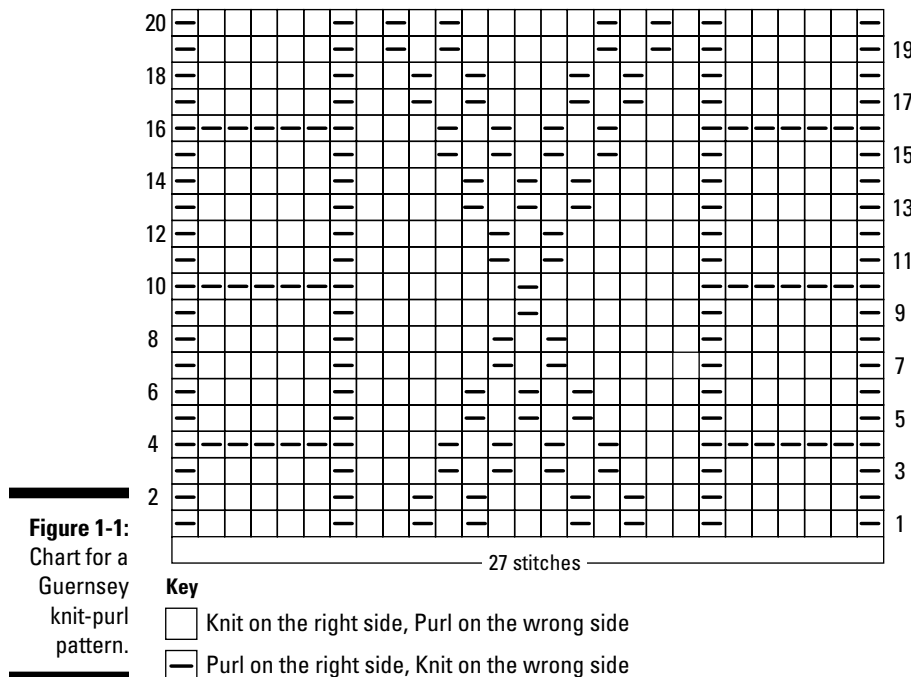 20
19
18
17
16
15
14
13
12
11
10
9
8
7
6
5
4
3
2
1
27 stitches
Figure 1-1:
Chart for a
Guernsey
knit-purl
pattern.
Key
Knit on the right side, Purl on the wrong side
Purl on the right side, Knit on the wrong side